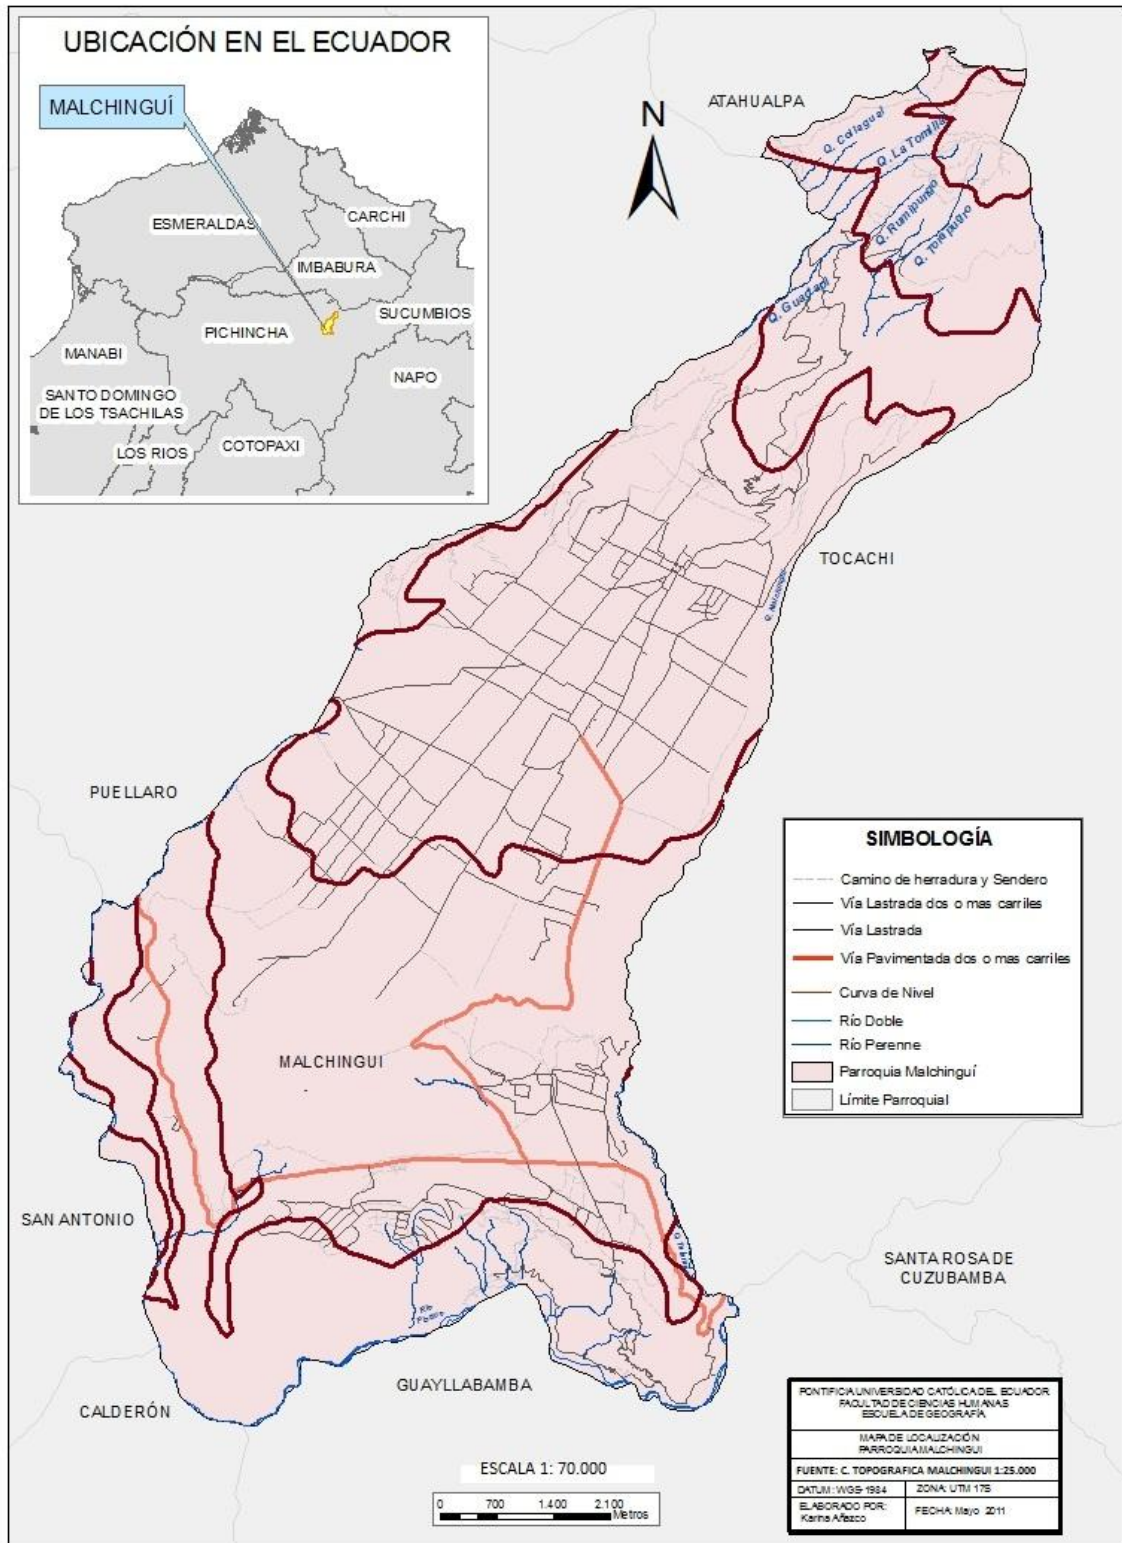 UBICACIÓN EN EL ECUADOR
MALCHINGUÍ
ESMERALDAS
CARCHI
IMBABURA
SUCUMBIOS
PICHINCHA
MANABI
NAPO
SANTO DOMINGO
DE LOS TSACHILAS
LOS RIOS
COTOPAXI
N
ATAHUALPA
Q. La Tomilla
Q. Rumipungo
TOCACHI
PUELLARO
MALCHINGUI
SAN ANTONIO
SANTA ROSA DE
CUZUBAMBA
GUAYLLABAMBA
CALDERÓN
SIMBOLOGÍA
Camino de herradura y Sendero
Vía Lastrada dos o mas carriles
Vía Lastrada
Vía Pavimentada dos o mas carriles
Curva de Nivel
Río Doble
Río Perenne
Parroquia Malchinguí
Límite Parroquial
ESCALA 1: 70.000
0 700 1.400 2.100
Metros
PONTIFICIA UNIVERSIDAD CATÓLICA DEL ECUADOR
FACULTAD DE CIENCIAS HUMANAS
ESCUELA DE GEOGRAFÍA
MAPA DE LOCALIZACIÓN
PARROQUIA MALCHINGUI
FUENTE: C. TOPOGRAFICA MALCHINGUI 1:25.000
DATUM: WGS-1984
ZONA: UTM 17S
ELABORADO POR:
Karina Añazco
FECHA: Mayo 2011